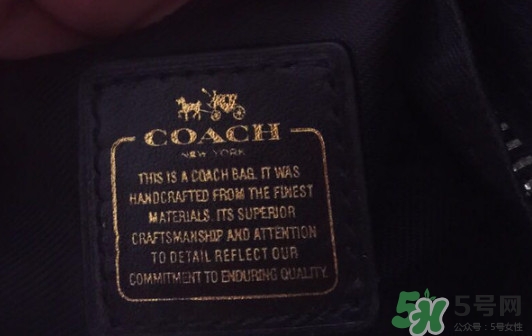 COACH
NEW YORK
THIS IS A COACH BAG. IT WAS
HANDCRAFTED FROM THE FINEST
MATERIALS. ITS SUPERIOR
CRAFTSMANSHIP AND ATTENTION
TO DETAIL REFLECT OUR
COMMITMENT TO ENDURING QUALITY.
5号网
公众号：5号女性